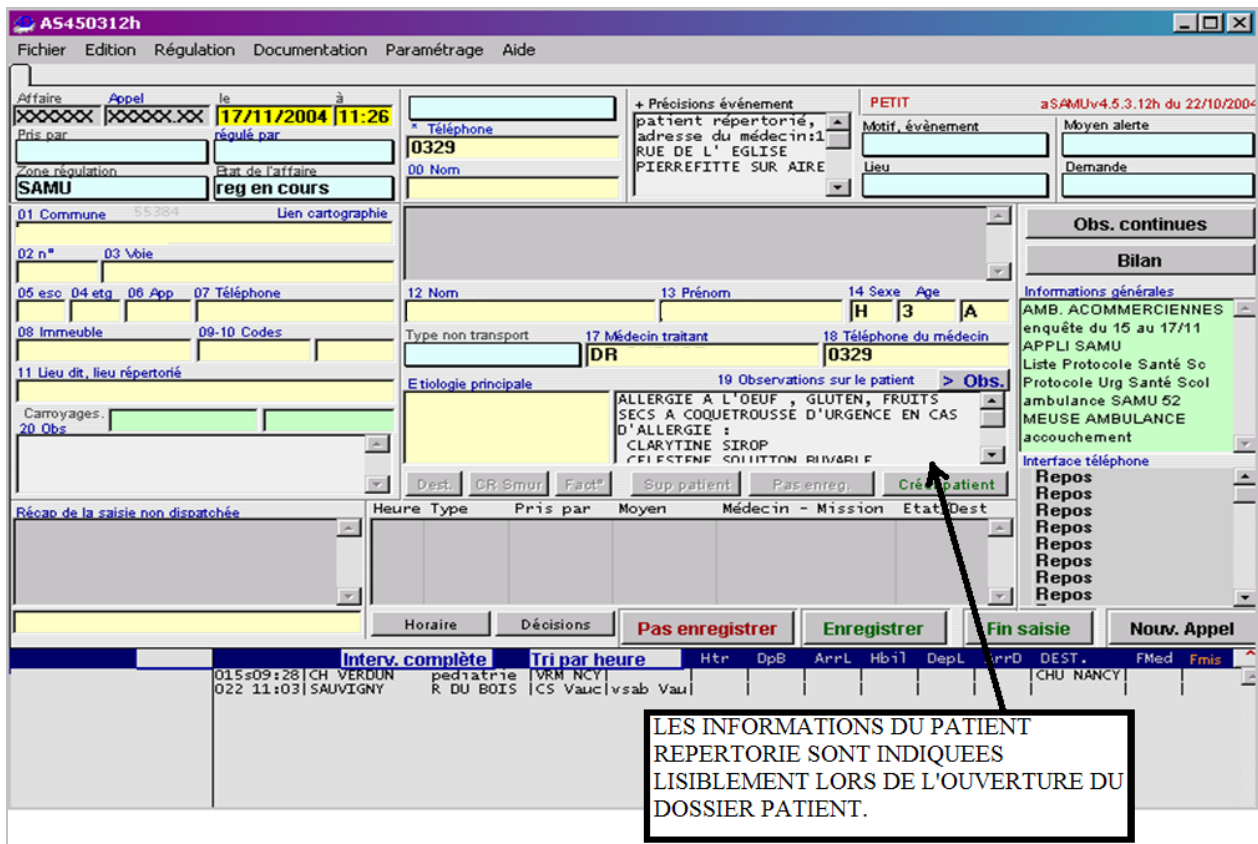 AS450312h
Fichier Edition Régulation Documentation Paramétrage Aide
Affaire Appel le à
XXXXXX XXXXX.XX 17/11/2004 11:26
Pris par régulé par
Zone régulation Etat de l'affaire
SAMU reg en cours
* Téléphone
0329
00 Nom
+ Précisions événement
patient répertorié,
adresse du médecin:1
RUE DE L' EGLISE
PIERREFITTE SUR AIRE
PETIT aSAMUv4.5.3.12h du 22/10/2004
Motif, évènement Moyen alerte
Lieu Demande
01 Commune 55384 Lien cartographie
02 n° 03 Voie
05 esc 04 etg 06 App 07 Téléphone
08 Immeuble 09-10 Codes
11 Lieu dit, lieu répertorié
Carroyages.
20 Obs
12 Nom 13 Prénom 14 Sexe Age
H 3 A
Type non transport 17 Médecin traitant 18 Téléphone du médecin
DR 0329
Etiologie principale 19 Observations sur le patient > Obs.
ALLERGIE A L'OEUF , GLUTEN, FRUITS
SECS A COQUETROUSSE D'URGENCE EN CAS
D'ALLERGIE :
CLARYTINE SIROP
CELESTENE SOLUTION BUVABLE
Dest. CR Smur Fact° Sup patient Pas enreg. Créer patient
Obs. continues
Bilan
Informations générales
AMB. ACOMMERCIENNES
enquête du 15 au 17/11
APPLI SAMU
Liste Protocole Santé Sc
Protocole Urg Santé Scol
ambulance SAMU 52
MEUSE AMBULANCE
accouchement
Interface téléphone
Repos
Repos
Repos
Repos
Repos
Repos
Repos
Repos
Récap de la saisie non dispatchée
Heure Type Pris par Moyen Médecin - Mission Etat/Dest
Horaire Décisions Pas enregistrer Enregistrer Fin saisie Nouv. Appel
Interv. complète Tri par heure Htr DpB ArrL Hbil DepL ArrD DEST. FMed Fmis
015s09:28|CH VERDUN pediatrie |VRM NCY| CHU NANCY
022 11:03|SAUVIGNY R DU BOIS |CS Vauc|vsab Vau|
LES INFORMATIONS DU PATIENT
REPERTORIE SONT INDIQUEES
LISIBLEMENT LORS DE L'OUVERTURE DU
DOSSIER PATIENT.